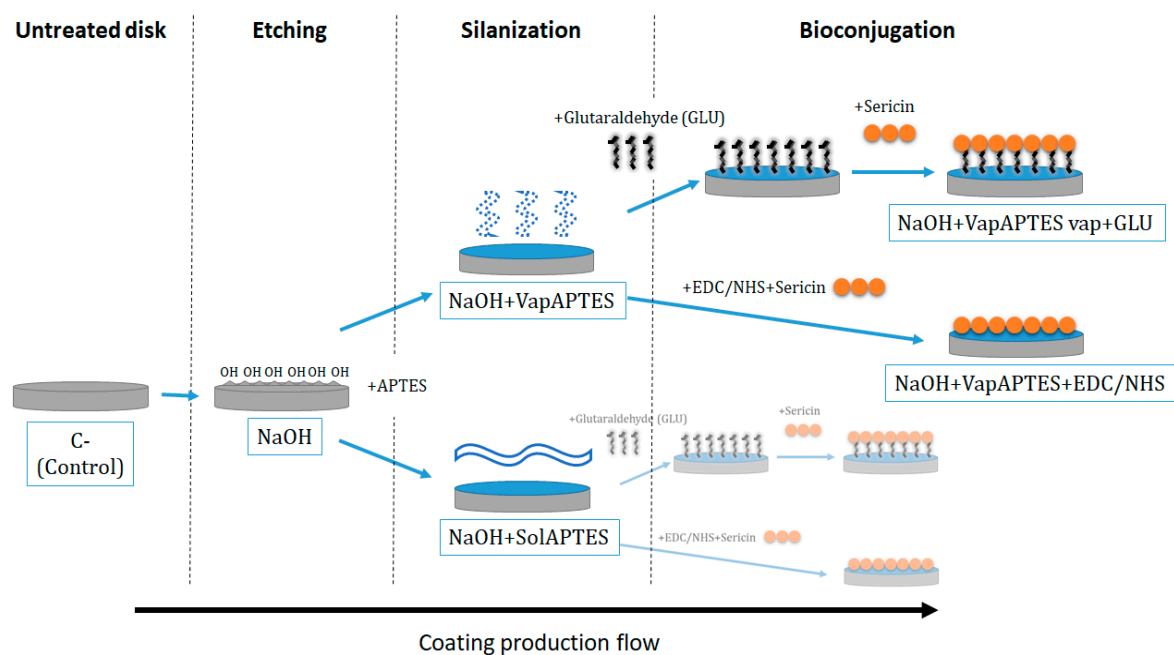 Untreated disk
Etching
Silanization
Bioconjugation
+Glutaraldehyde (GLU)
+Sericin
NaOH+VapAPTES vap+GLU
NaOH+VapAPTES
+EDC/NHS+Sericin
NaOH+VapAPTES+EDC/NHS
OH OH OH OH OH OH
+APTES
C-
(Control)
NaOH
+Glutaraldehyde (GLU)
+Sericin
NaOH+SolAPTES
+EDC/NHS+Sericin
Coating production flow